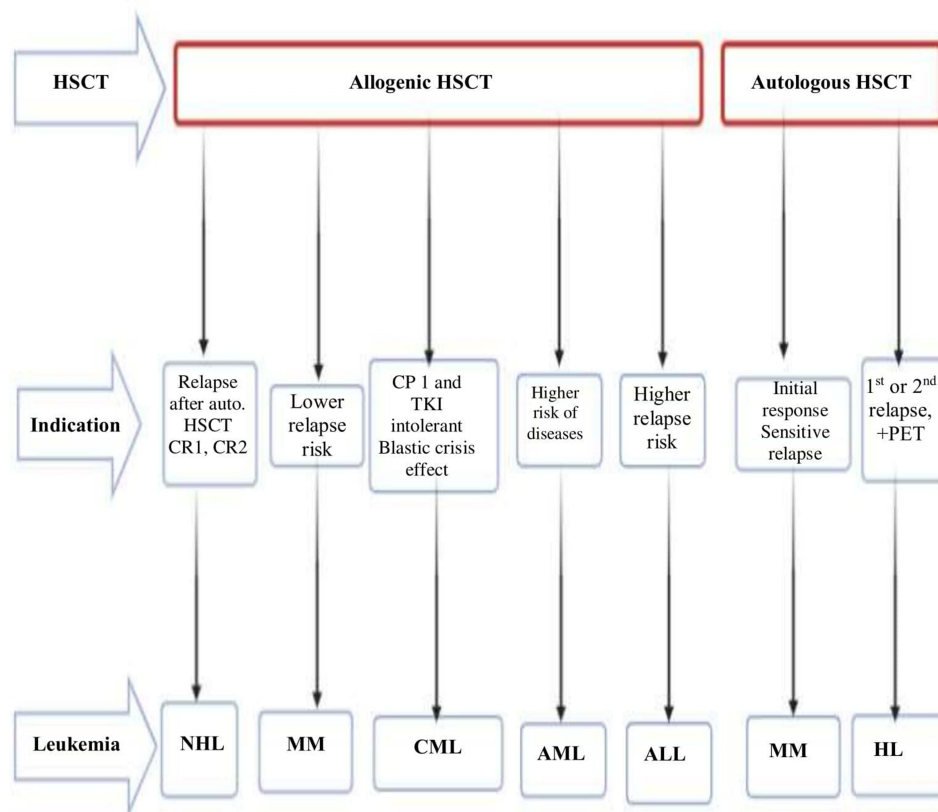 HSCT
Allogenic HSCT
Autologous HSCT
Indication
Relapse
after auto.
HSCT
CR1, CR2
Lower
relapse
risk
CP 1 and
TKI
intolerant
Blastic crisis
effect
Higher
risk of
diseases
Higher
relapse
risk
Initial
response
Sensitive
relapse
1st or 2nd
relapse,
+PET
Leukemia
NHL
MM
CML
AML
ALL
MM
HL